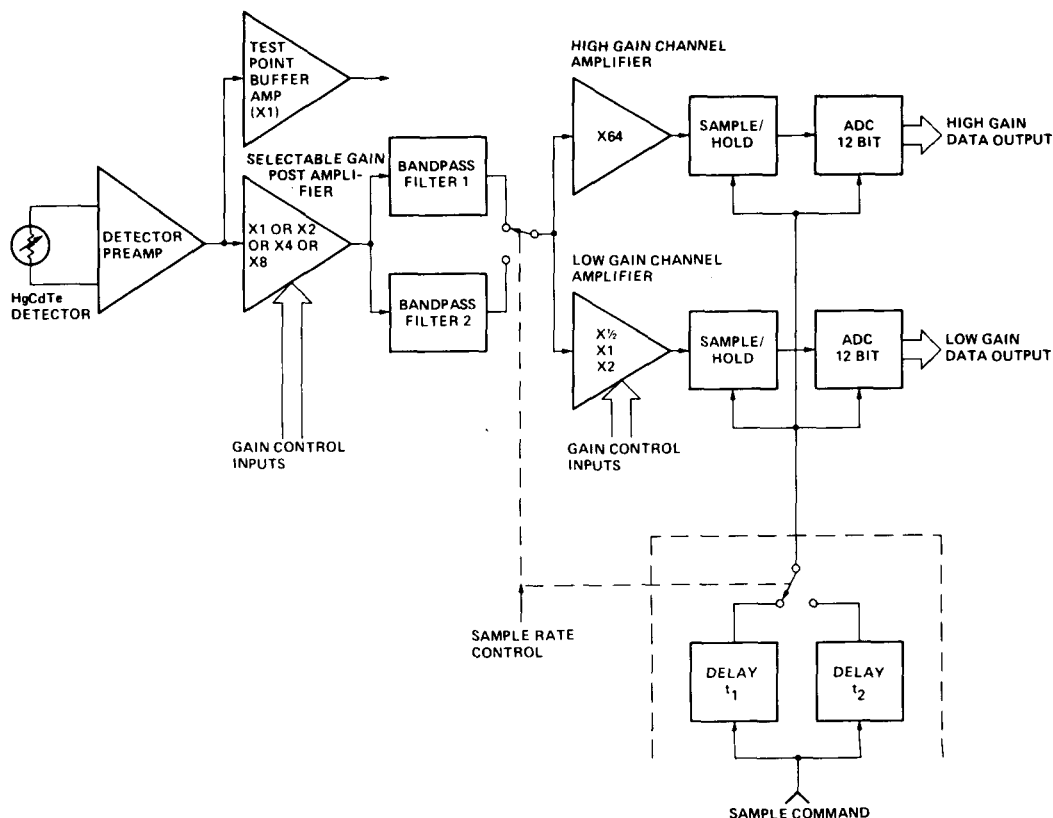 TEST
POINT
BUFFER
AMP
(X1)
HIGH GAIN CHANNEL
AMPLIFIER
X64
SAMPLE/
HOLD
ADC
12 BIT
HIGH GAIN
DATA OUTPUT
SELECTABLE GAIN
POST AMPLI-
FIER
BANDPASS
FILTER 1
DETECTOR
PREAMP
X1 OR X2
OR X4 OR
X8
HgCdTe
DETECTOR
BANDPASS
FILTER 2
LOW GAIN CHANNEL
AMPLIFIER
X½
X1
X2
SAMPLE/
HOLD
ADC
12 BIT
LOW GAIN
DATA OUTPUT
GAIN CONTROL
INPUTS
GAIN CONTROL
INPUTS
SAMPLE RATE
CONTROL
DELAY
t1
DELAY
t2
SAMPLE COMMAND